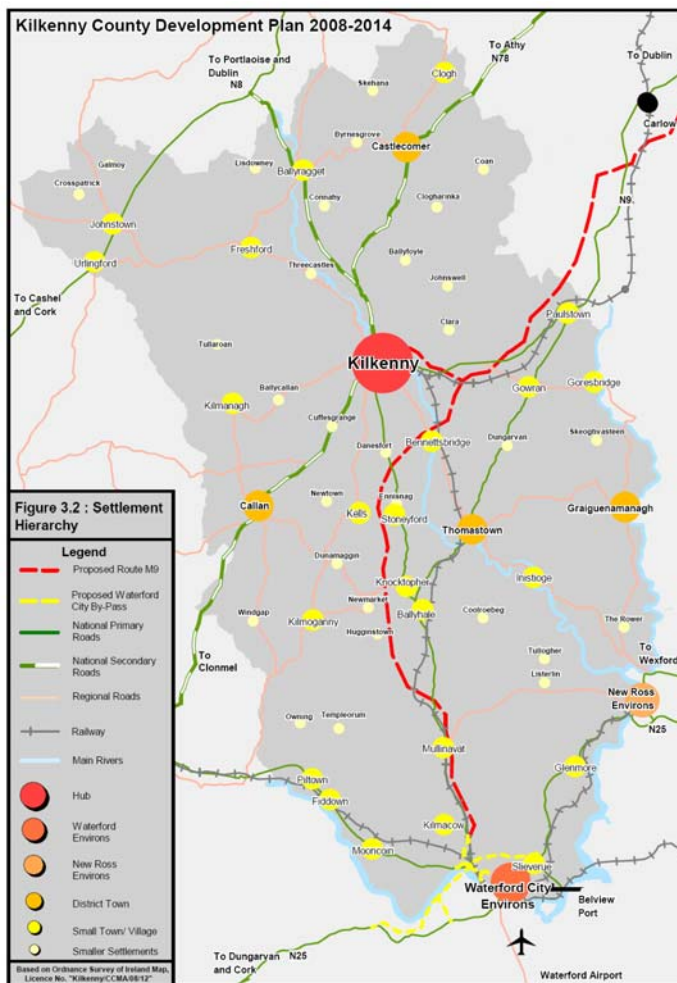 Kilkenny County Development Plan 2008-2014
To Portlaoise and
Dublin
N8
To Athy
N78
To Dublin
Clogh
Skehana
Carlow
Byrnesgrove
Castlecomer
Galmoy
Lisdowney
Ballyragget
Coan
Crosspatrick
Connahy
Clogharinka
N9
Johnstown
Freshford
Urlingford
Threecastles
Ballyfoyle
Johnswell
To Cashel
and Cork
Paulstown
Clara
Tullaroan
Kilkenny
Gowran
Goresbridge
Ballycallan
Kilmanagh
Cuffesgrange
Bennettsbridge
Danesfort
Dungarvan
Skeoghvasteen
Newtown
Ennisnag
Callan
Kells
Stoneyford
Thomastown
Graiguenamanagh
Dunamaggin
Knocktopher
Inistioge
Newmarket
Ballyhale
Windgap
Kilmoganny
Coolroebeg
The Rower
Hugginstown
To
Clonmel
Tullogher
To
Wexford
Listerlin
New Ross
Environs
N25
Owning
Templeorum
Mullinavat
Glenmore
Piltown
Fiddown
Kilmacow
Mooncoin
Slieverue
Waterford City
Environs
Belview
Port
To Dungarvan
and Cork
N25
Waterford Airport
Figure 3.2 : Settlement
Hierarchy
Legend
Proposed Route M9
Proposed Waterford
City By-Pass
National Primary
Roads
National Secondary
Roads
Regional Roads
Railway
Main Rivers
Hub
Waterford
Environs
New Ross
Environs
District Town
Small Town/ Village
Smaller Settlements
Based on Ordnance Survey of Ireland Map,
Licence No. "Kilkenny/CCMA/08/12"